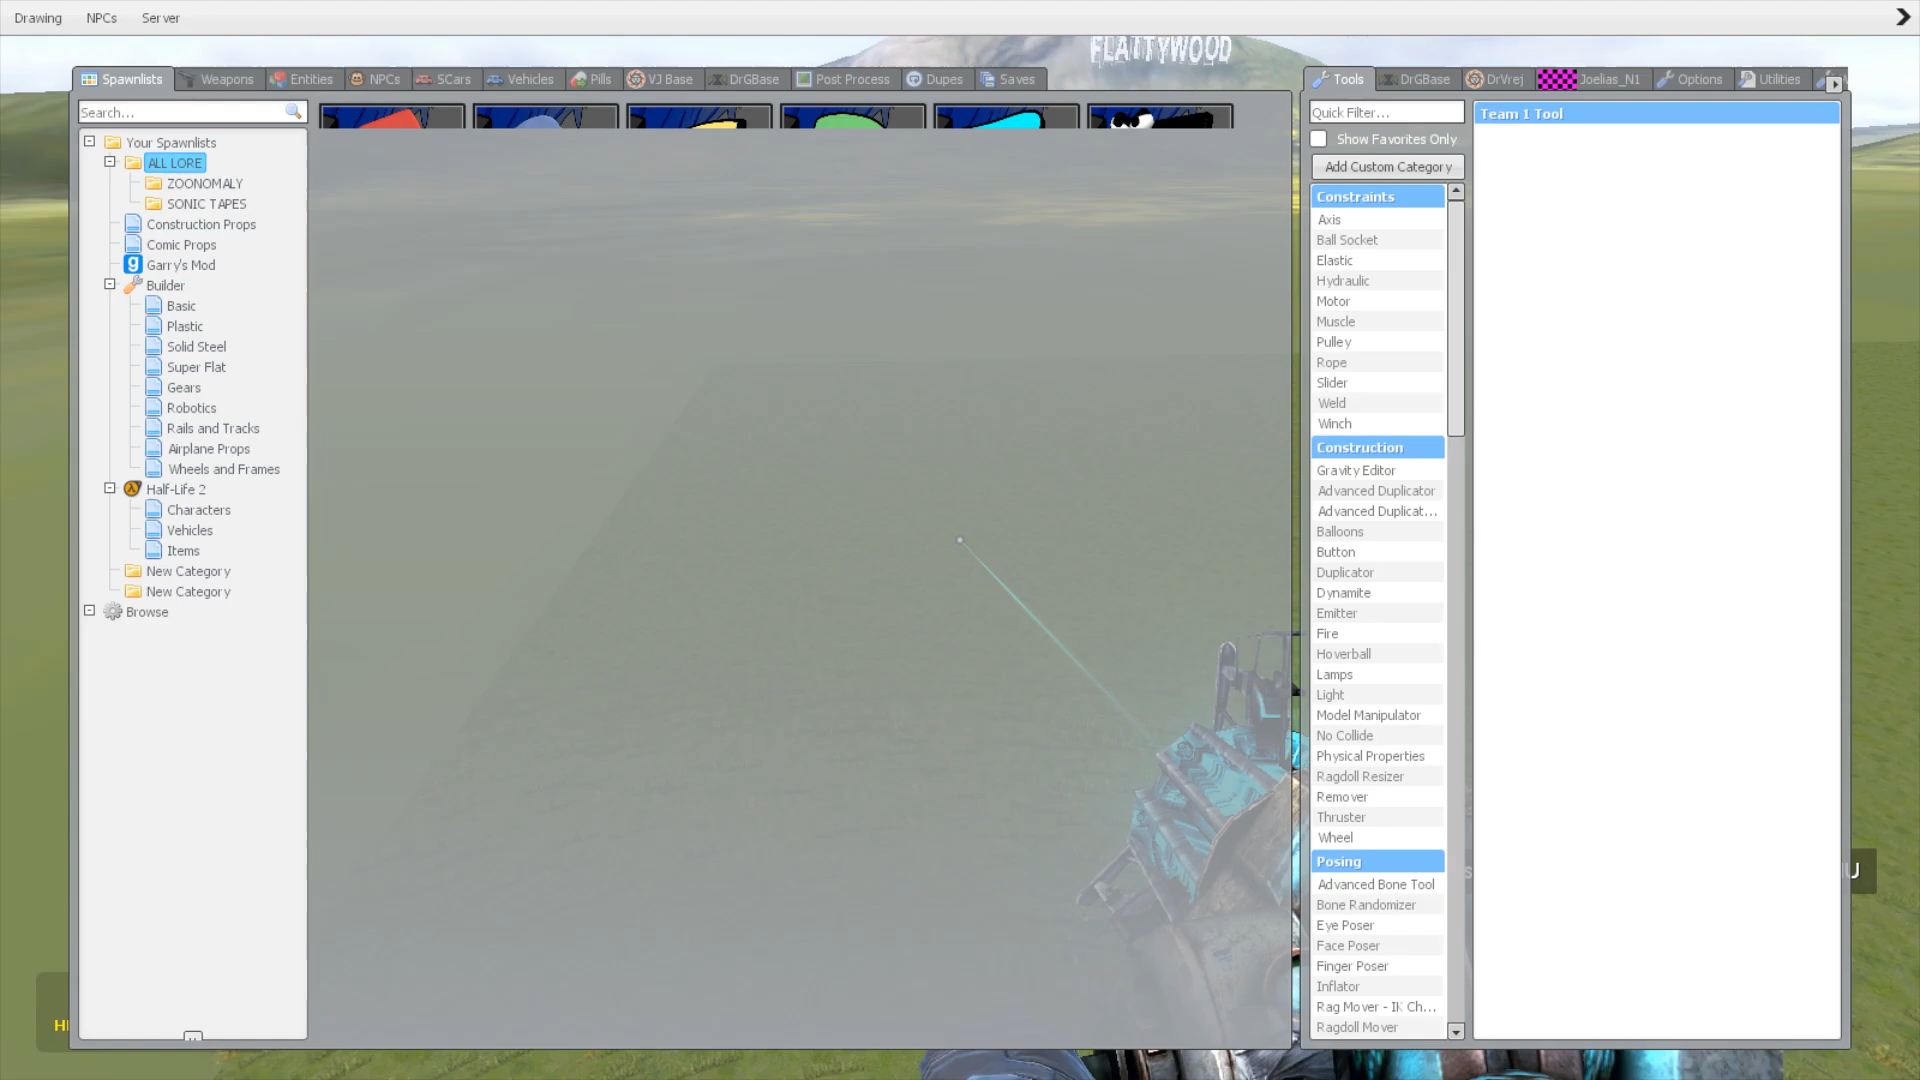 Drawing NPCs Server
FLATTYWOOD
Spawnlists Weapons Entities NPCs SCars Vehicles Pills VJ Base DrGBase Post Process Dupes Saves
Tools DrGBase DrVrej Joelias_N1 Options Utilities
Search...
Quick Filter...
Team 1 Tool
Show Favorites Only
Add Custom Category
Your Spawnlists
ALL LORE
ZOONOMALY
SONIC TAPES
Construction Props
Comic Props
Garry's Mod
Builder
Basic
Plastic
Solid Steel
Super Flat
Gears
Robotics
Rails and Tracks
Airplane Props
Wheels and Frames
Half-Life 2
Characters
Vehicles
Items
New Category
New Category
Browse
Constraints
Axis
Ball Socket
Elastic
Hydraulic
Motor
Muscle
Pulley
Rope
Slider
Weld
Winch
Construction
Gravity Editor
Advanced Duplicator
Advanced Duplicat...
Balloons
Button
Duplicator
Dynamite
Emitter
Fire
Hoverball
Lamps
Light
Model Manipulator
No Collide
Physical Properties
Ragdoll Resizer
Remover
Thruster
Wheel
Posing
Advanced Bone Tool
Bone Randomizer
Eye Poser
Face Poser
Finger Poser
Inflator
Rag Mover - IK Ch...
Ragdoll Mover